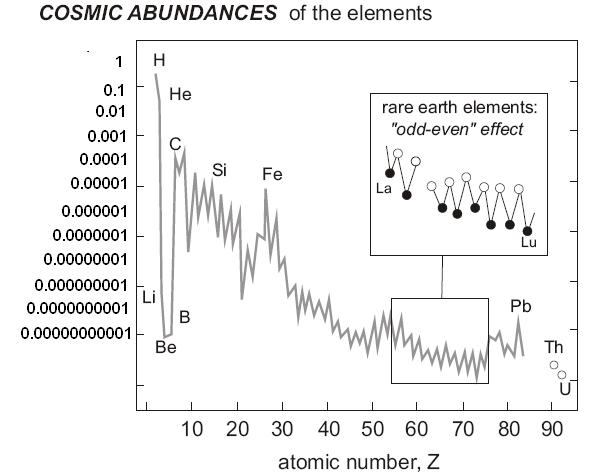 COSMIC ABUNDANCES of the elements
1
0.1
0.01
0.001
0.0001
0.00001
0.000001
0.0000001
0.00000001
0.000000001
0.0000000001
0.00000000001
H
He
C
Si
Fe
Li
B
Be
Pb
Th
U
rare earth elements:
"odd-even" effect
La
Lu
10 20 30 40 50 60 70 80 90
atomic number, Z